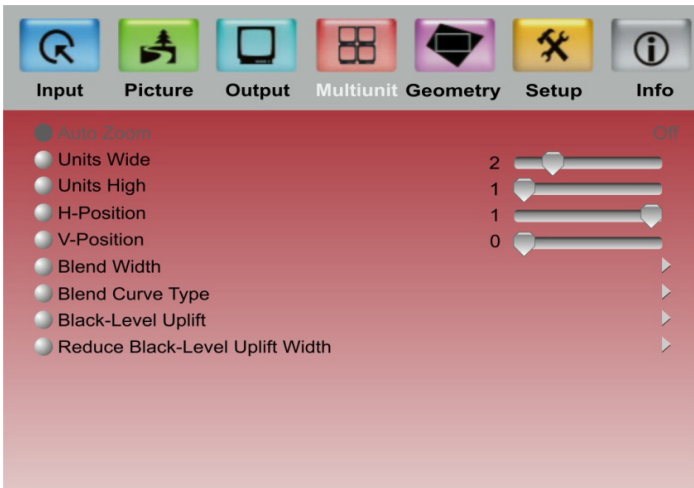 Input Picture Output Multiunit Geometry Setup Info
Auto Zoom Off
Units Wide 2
Units High 1
H-Position 1
V-Position 0
Blend Width
Blend Curve Type
Black-Level Uplift
Reduce Black-Level Uplift Width